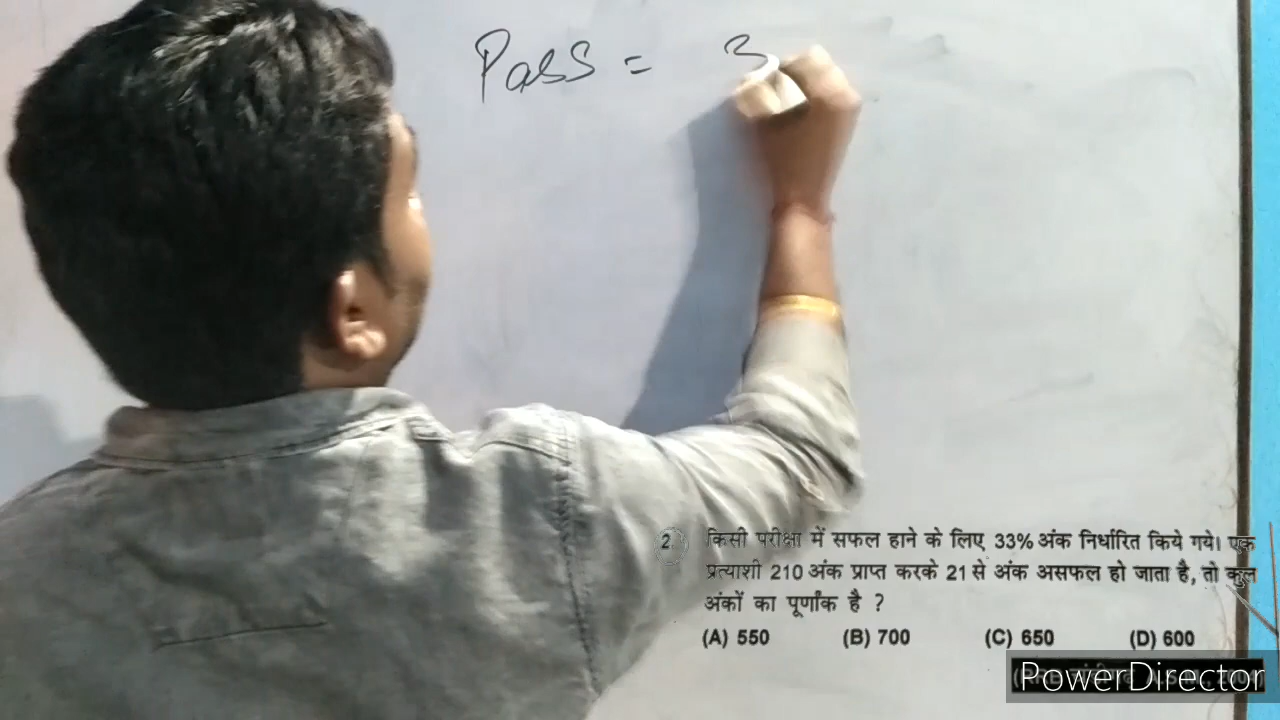 Pass = 3
2. किसी परीक्षा में सफल हाने के लिए 33% अंक निर्धारित किये गये। एक
प्रत्याशी 210 अंक प्राप्त करके 21 से अंक असफल हो जाता है, तो कुल
अंकों का पूर्णांक है ?
(A) 550 (B) 700 (C) 650 (D) 600
PowerDirector